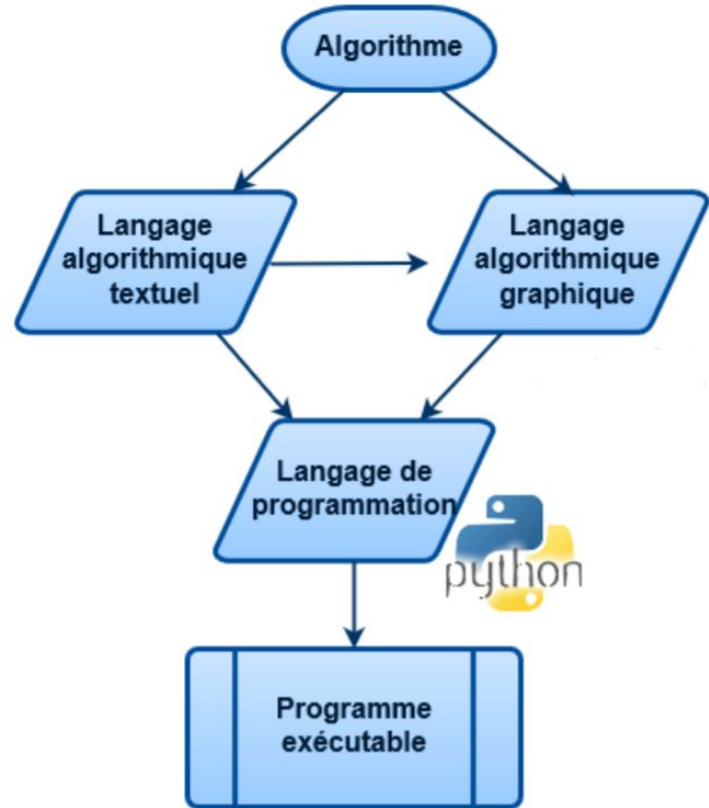 Algorithme
Langage
algorithmique
textuel
Langage
algorithmique
graphique
Langage de
programmation
python
Programme
exécutable